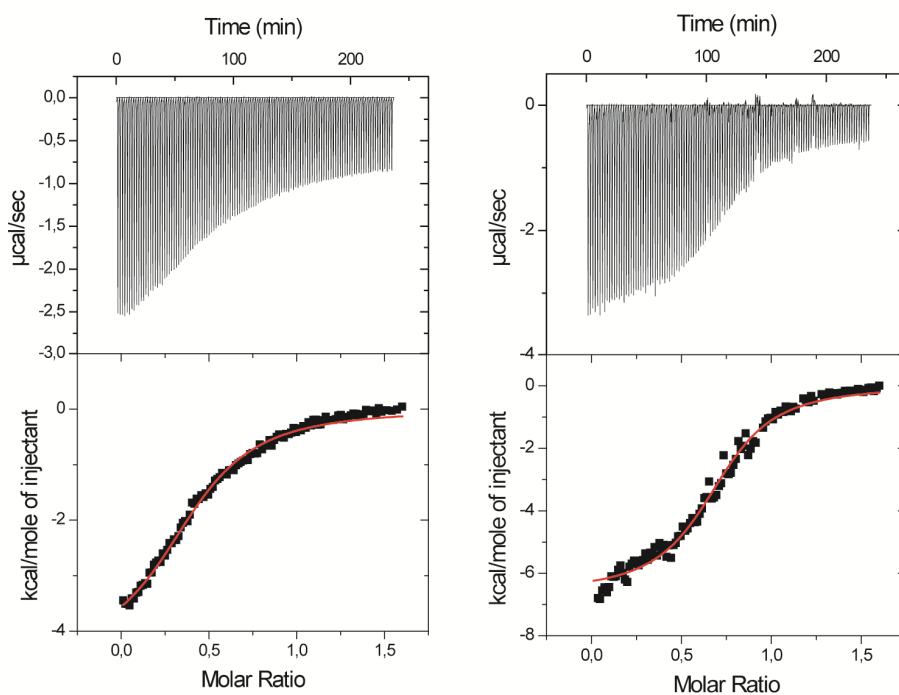 Time (min)
0 100 200
0,0
-0,5
-1,0
-1,5
-2,0
-2,5
-3,0
µcal/sec
0
-2
-4
kcal/mole of injectant
0,0 0,5 1,0 1,5
Molar Ratio
Time (min)
0 100 200
0
-2
-4
µcal/sec
0
-2
-4
-6
-8
kcal/mole of injectant
0,0 0,5 1,0 1,5
Molar Ratio